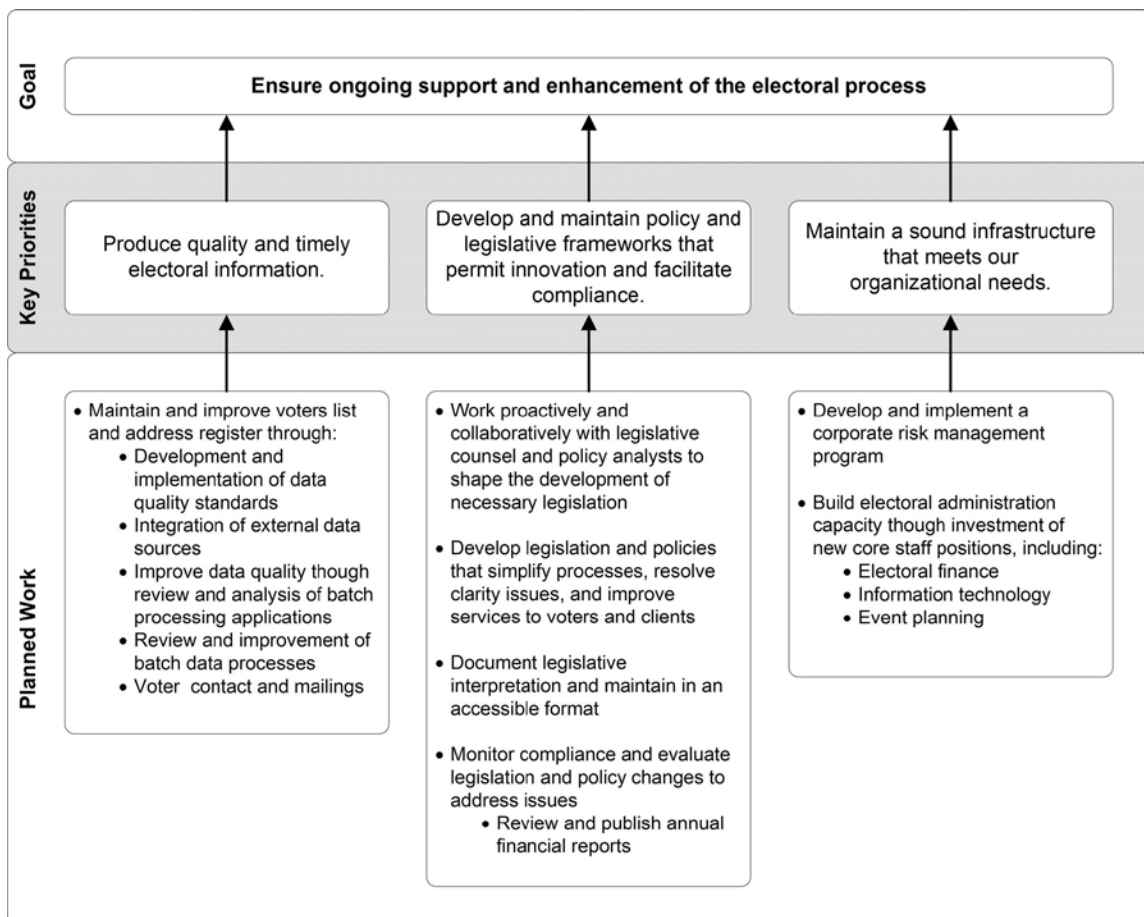 Goal
Ensure ongoing support and enhancement of the electoral process
Key Priorities
Produce quality and timely
electoral information.
Develop and maintain policy and
legislative frameworks that
permit innovation and facilitate
compliance.
Maintain a sound infrastructure
that meets our
organizational needs.
Planned Work
• Maintain and improve voters list
and address register through:
• Development and
implementation of data
quality standards
• Integration of external data
sources
• Improve data quality though
review and analysis of batch
processing applications
• Review and improvement of
batch data processes
• Voter contact and mailings
• Work proactively and
collaboratively with legislative
counsel and policy analysts to
shape the development of
necessary legislation
• Develop legislation and policies
that simplify processes, resolve
clarity issues, and improve
services to voters and clients
• Document legislative
interpretation and maintain in an
accessible format
• Monitor compliance and evaluate
legislation and policy changes to
address issues
• Review and publish annual
financial reports
• Develop and implement a
corporate risk management
program
• Build electoral administration
capacity though investment of
new core staff positions, including:
• Electoral finance
• Information technology
• Event planning